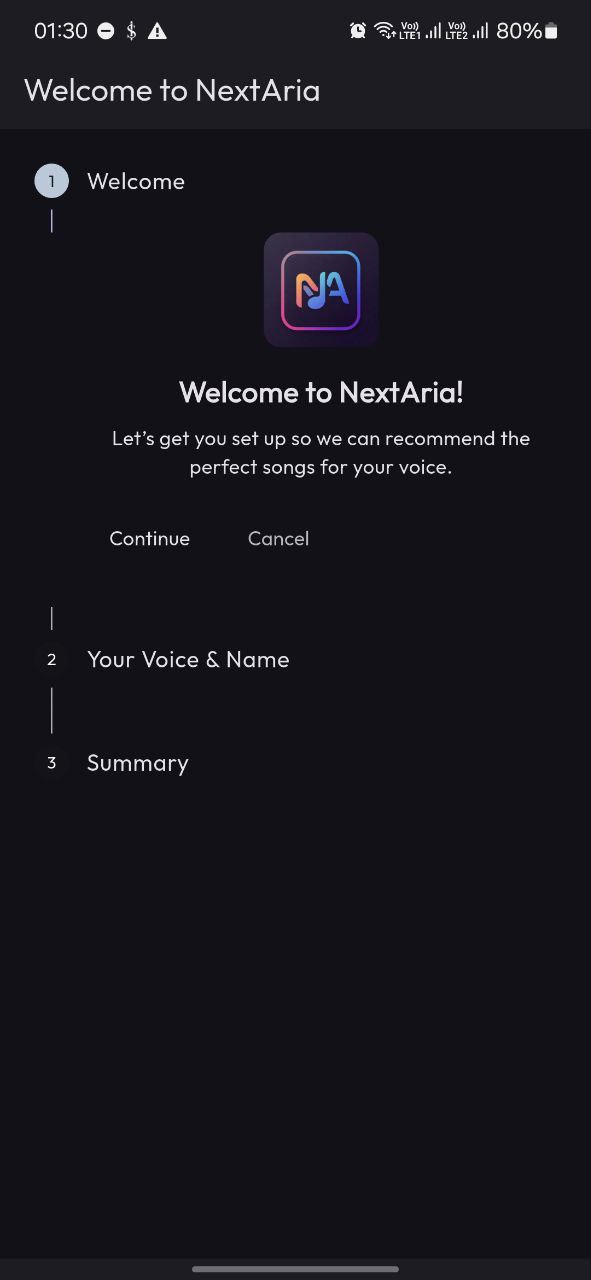 01:30
Vo)) LTE1 Vo)) LTE2 80%
Welcome to NextAria
1 Welcome
NA
Welcome to NextAria!
Let's get you set up so we can recommend the
perfect songs for your voice.
Continue Cancel
2 Your Voice & Name
3 Summary